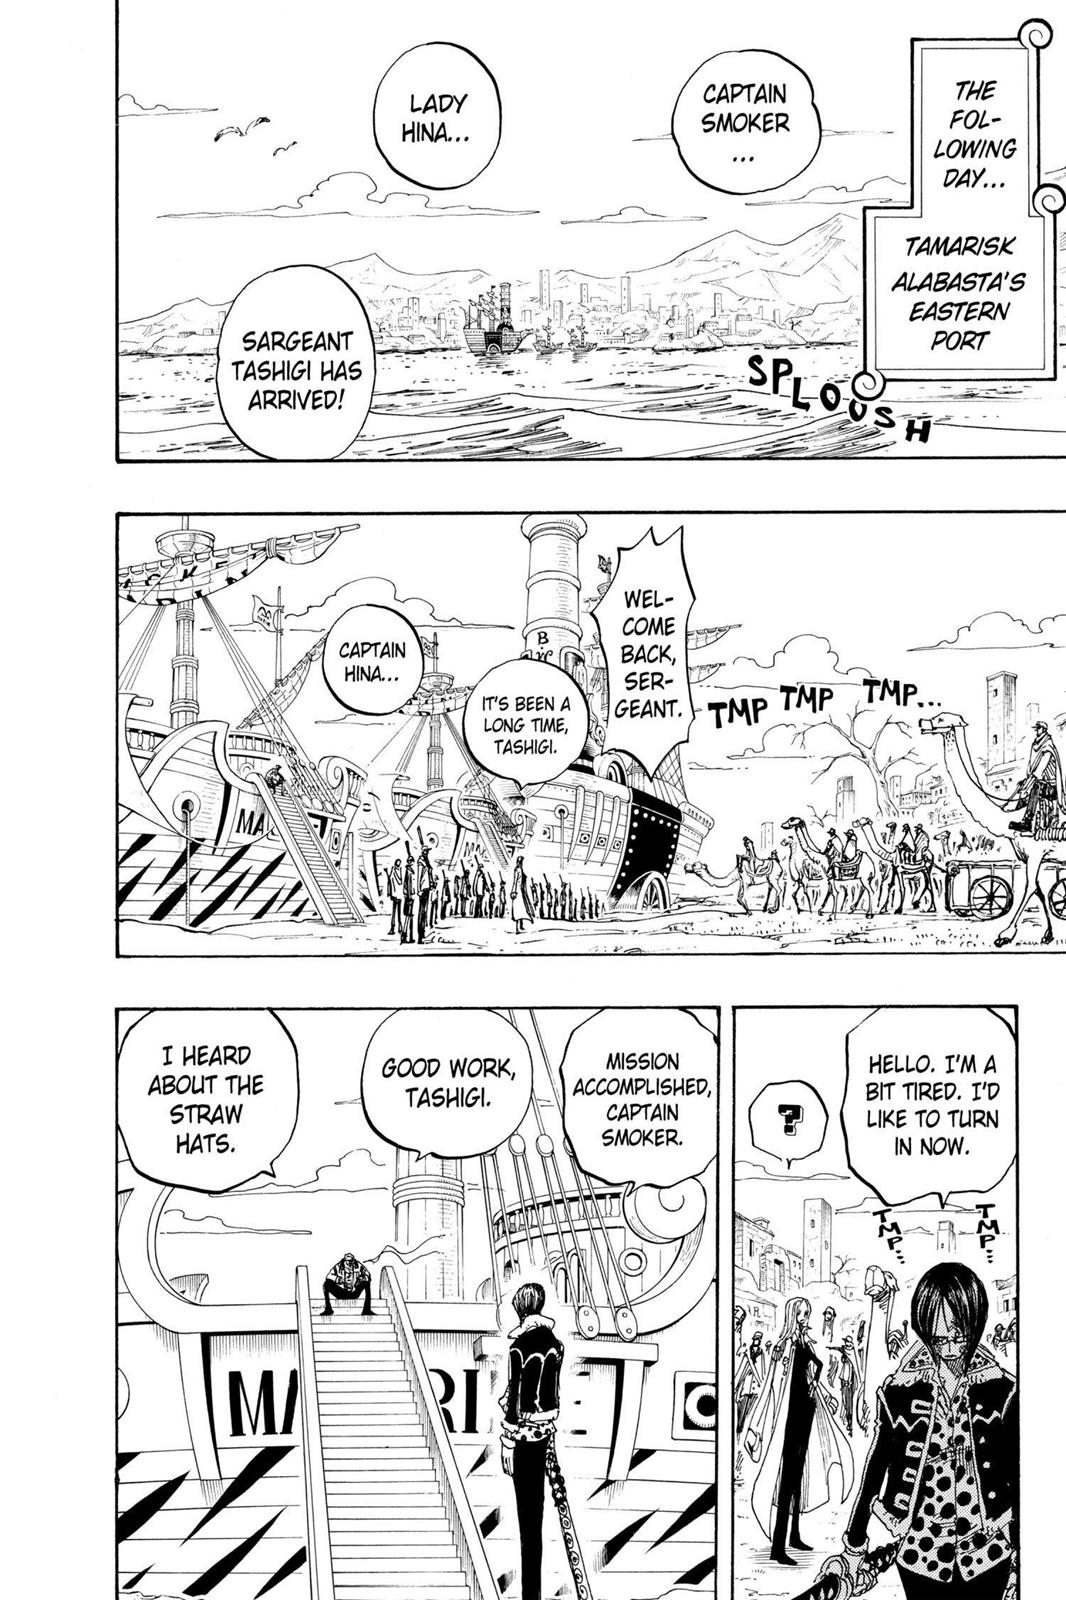 THE
FOL-
LOWING
DAY...
TAMARISK
ALABASTA'S
EASTERN
PORT
CAPTAIN
SMOKER
...
LADY
HINA...
SARGEANT
TASHIGI HAS
ARRIVED!
SPLOUSH
TMP TMP TMP...
WEL-
COME
BACK,
SER-
GEANT.
IT'S BEEN A
LONG TIME,
TASHIGI.
CAPTAIN
HINA...
B
MA
HELLO. I'M A
BIT TIRED. I'D
LIKE TO TURN
IN NOW.
?
TMP...
TMP...
MISSION
ACCOMPLISHED,
CAPTAIN
SMOKER.
GOOD WORK,
TASHIGI.
I HEARD
ABOUT THE
STRAW
HATS.
MA RI E